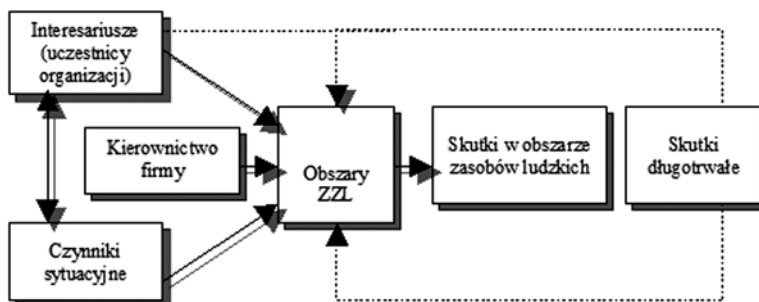 Interesariusze
(uczestnicy
organizacji)
Kierownictwo
firmy
Czynniki
sytuacyjne
Obszary
ZZL
Skutki w obszarze
zasobów ludzkich
Skutki
długotrwałe